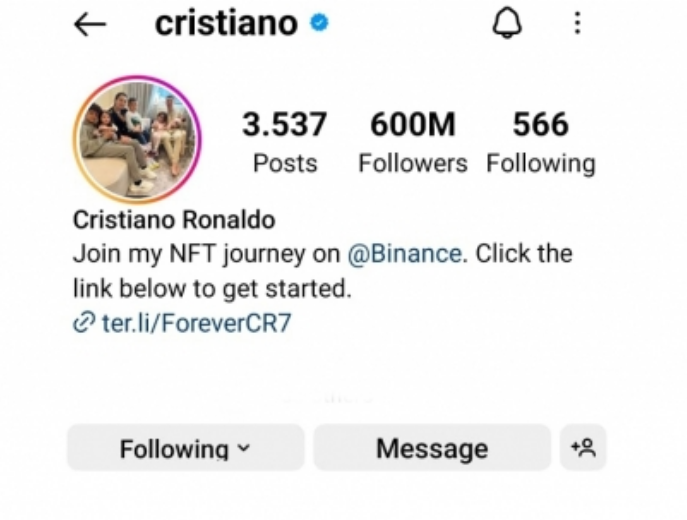 cristiano
3.537 600M 566
Posts Followers Following
Cristiano Ronaldo
Join my NFT journey on @Binance. Click the
link below to get started.
ter.li/ForeverCR7
Following Message